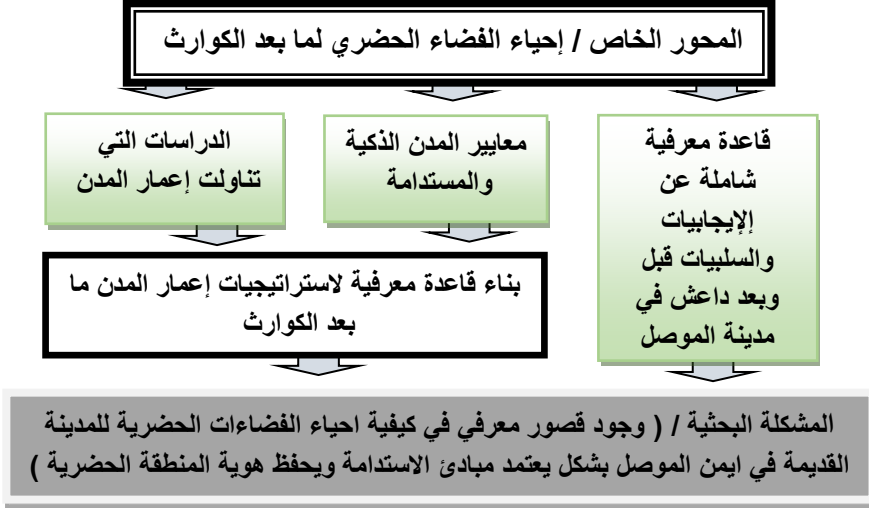 المحور الخاص / إحياء الفضاء الحضري لما بعد الكوارث
قاعدة معرفية
شاملة عن
الإيجابيات
والسلبيات قبل
وبعد داعش في
مدينة الموصل
معايير المدن الذكية
والمستدامة
الدراسات التي
تناولت إعمار المدن
بناء قاعدة معرفية لاستراتيجيات إعمار المدن ما
بعد الكوارث
المشكلة البحثية / ( وجود قصور معرفي في كيفية احياء الفضاءات الحضرية للمدينة
القديمة في ايمن الموصل بشكل يعتمد مبادئ الاستدامة ويحفظ هوية المنطقة الحضرية )